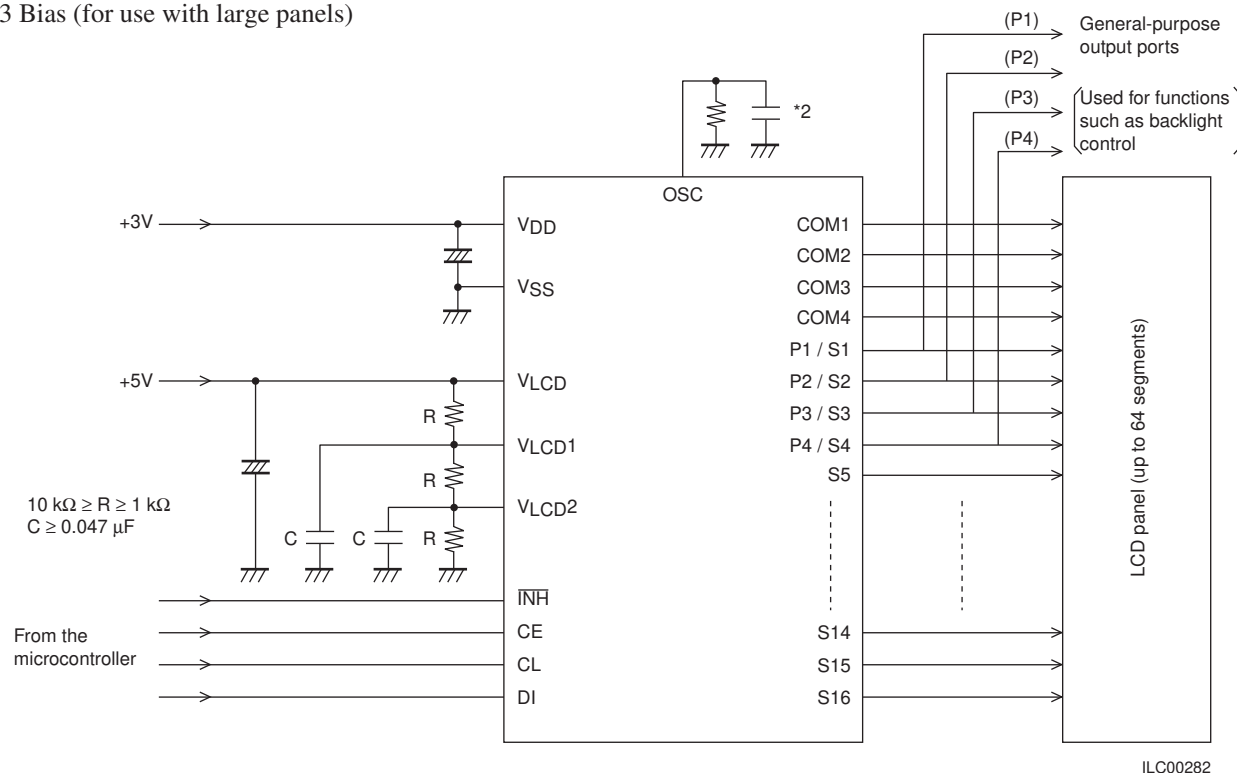 3 Bias (for use with large panels)
(P1)
General-purpose
output ports
(P2)
(P3)
Used for functions
such as backlight
control
(P4)
*2
OSC
+3V
VDD
VSS
+5V
VLCD
R
VLCD1
R
VLCD2
R
C
C
10 kΩ ≥ R ≥ 1 kΩ
C ≥ 0.047 µF
INH
CE
CL
DI
From the
microcontroller
COM1
COM2
COM3
COM4
P1 / S1
P2 / S2
P3 / S3
P4 / S4
S5
S14
S15
S16
LCD panel (up to 64 segments)
ILC00282